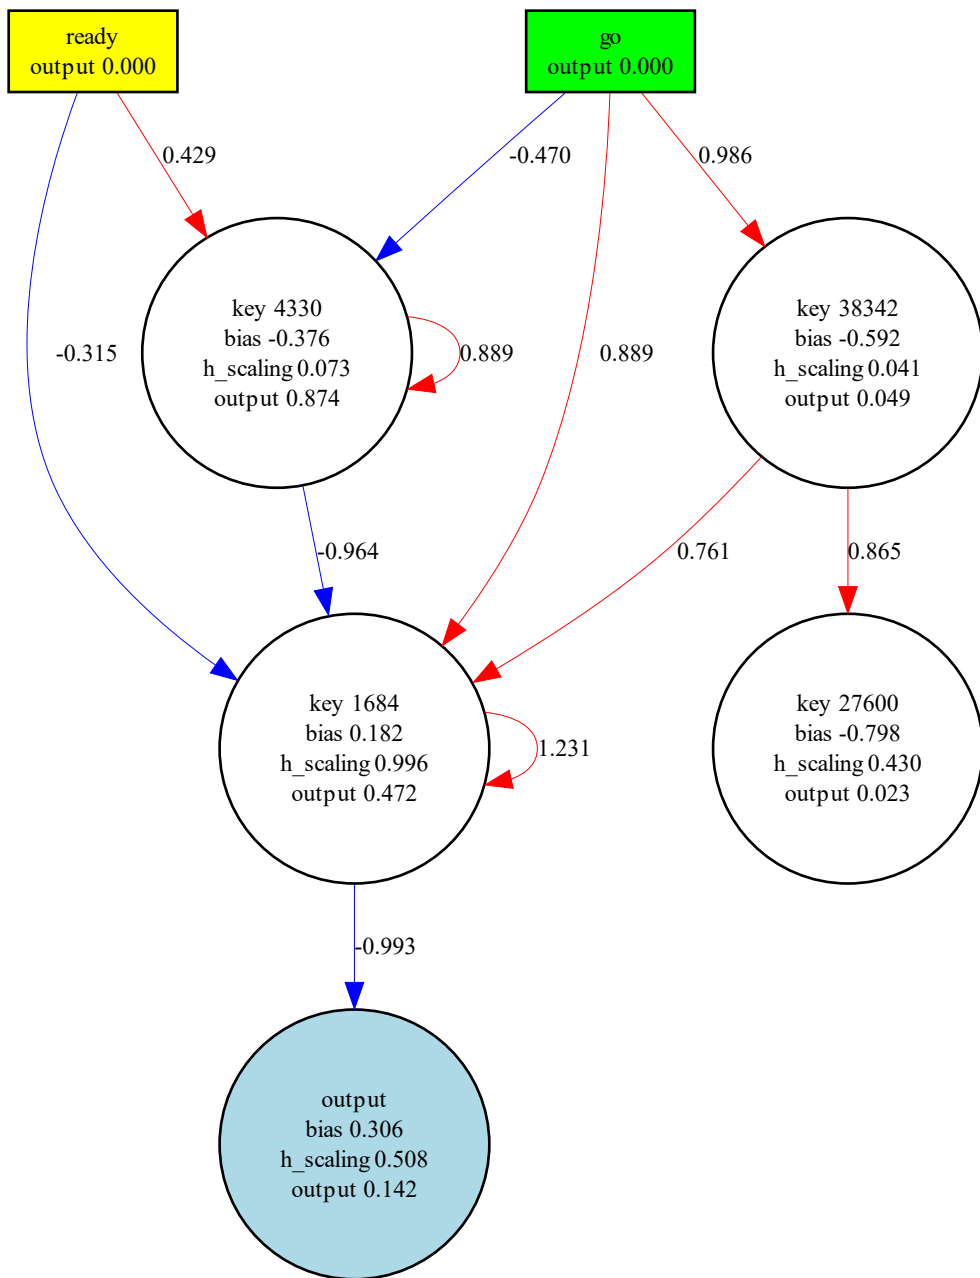 ready
output 0.000
go
output 0.000
0.429
-0.470
0.986
key 4330
bias -0.376
h_scaling 0.073
output 0.874
key 38342
bias -0.592
h_scaling 0.041
output 0.049
-0.315
0.889
0.889
-0.964
0.761
0.865
key 1684
bias 0.182
h_scaling 0.996
output 0.472
1.231
key 27600
bias -0.798
h_scaling 0.430
output 0.023
-0.993
output
bias 0.306
h_scaling 0.508
output 0.142